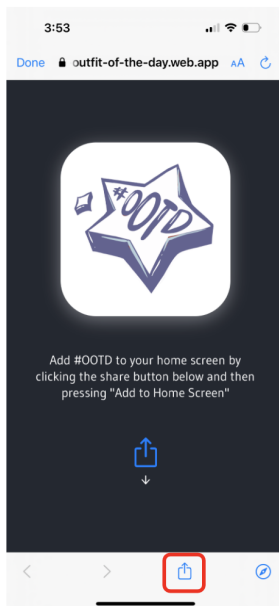 3:53
Done outfit-of-the-day.web.app AA
#OOTD
Add #OOTD to your home screen by
clicking the share button below and then
pressing "Add to Home Screen"